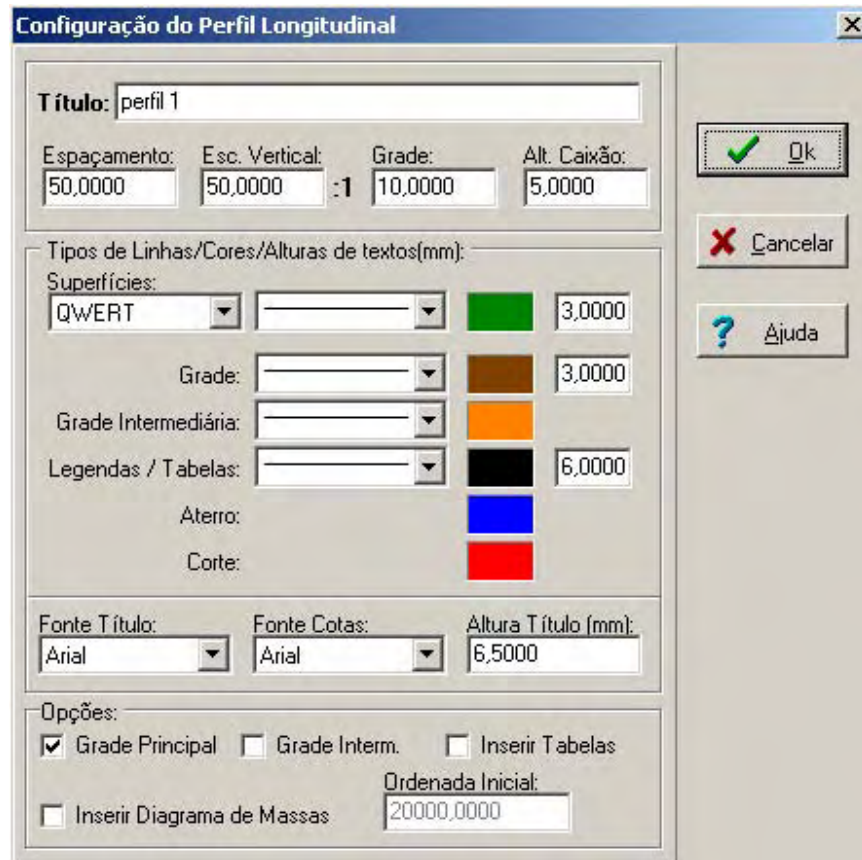 Configuração do Perfil Longitudinal
Título: perfil 1
Espaçamento: Esc. Vertical: Grade: Alt. Caixão:
50,0000 50,0000 :1 10,0000 5,0000
Ok
Cancelar
Ajuda
Tipos de Linhas/Cores/Alturas de textos(mm):
Superfícies:
QWERT 3,0000
Grade: 3,0000
Grade Intermediária:
Legendas / Tabelas: 6,0000
Aterro:
Corte:
Fonte Título: Fonte Cotas: Altura Título (mm):
Arial Arial 6,5000
Opções:
Grade Principal Grade Interm. Inserir Tabelas
Ordenada Inicial:
Inserir Diagrama de Massas 20000,0000